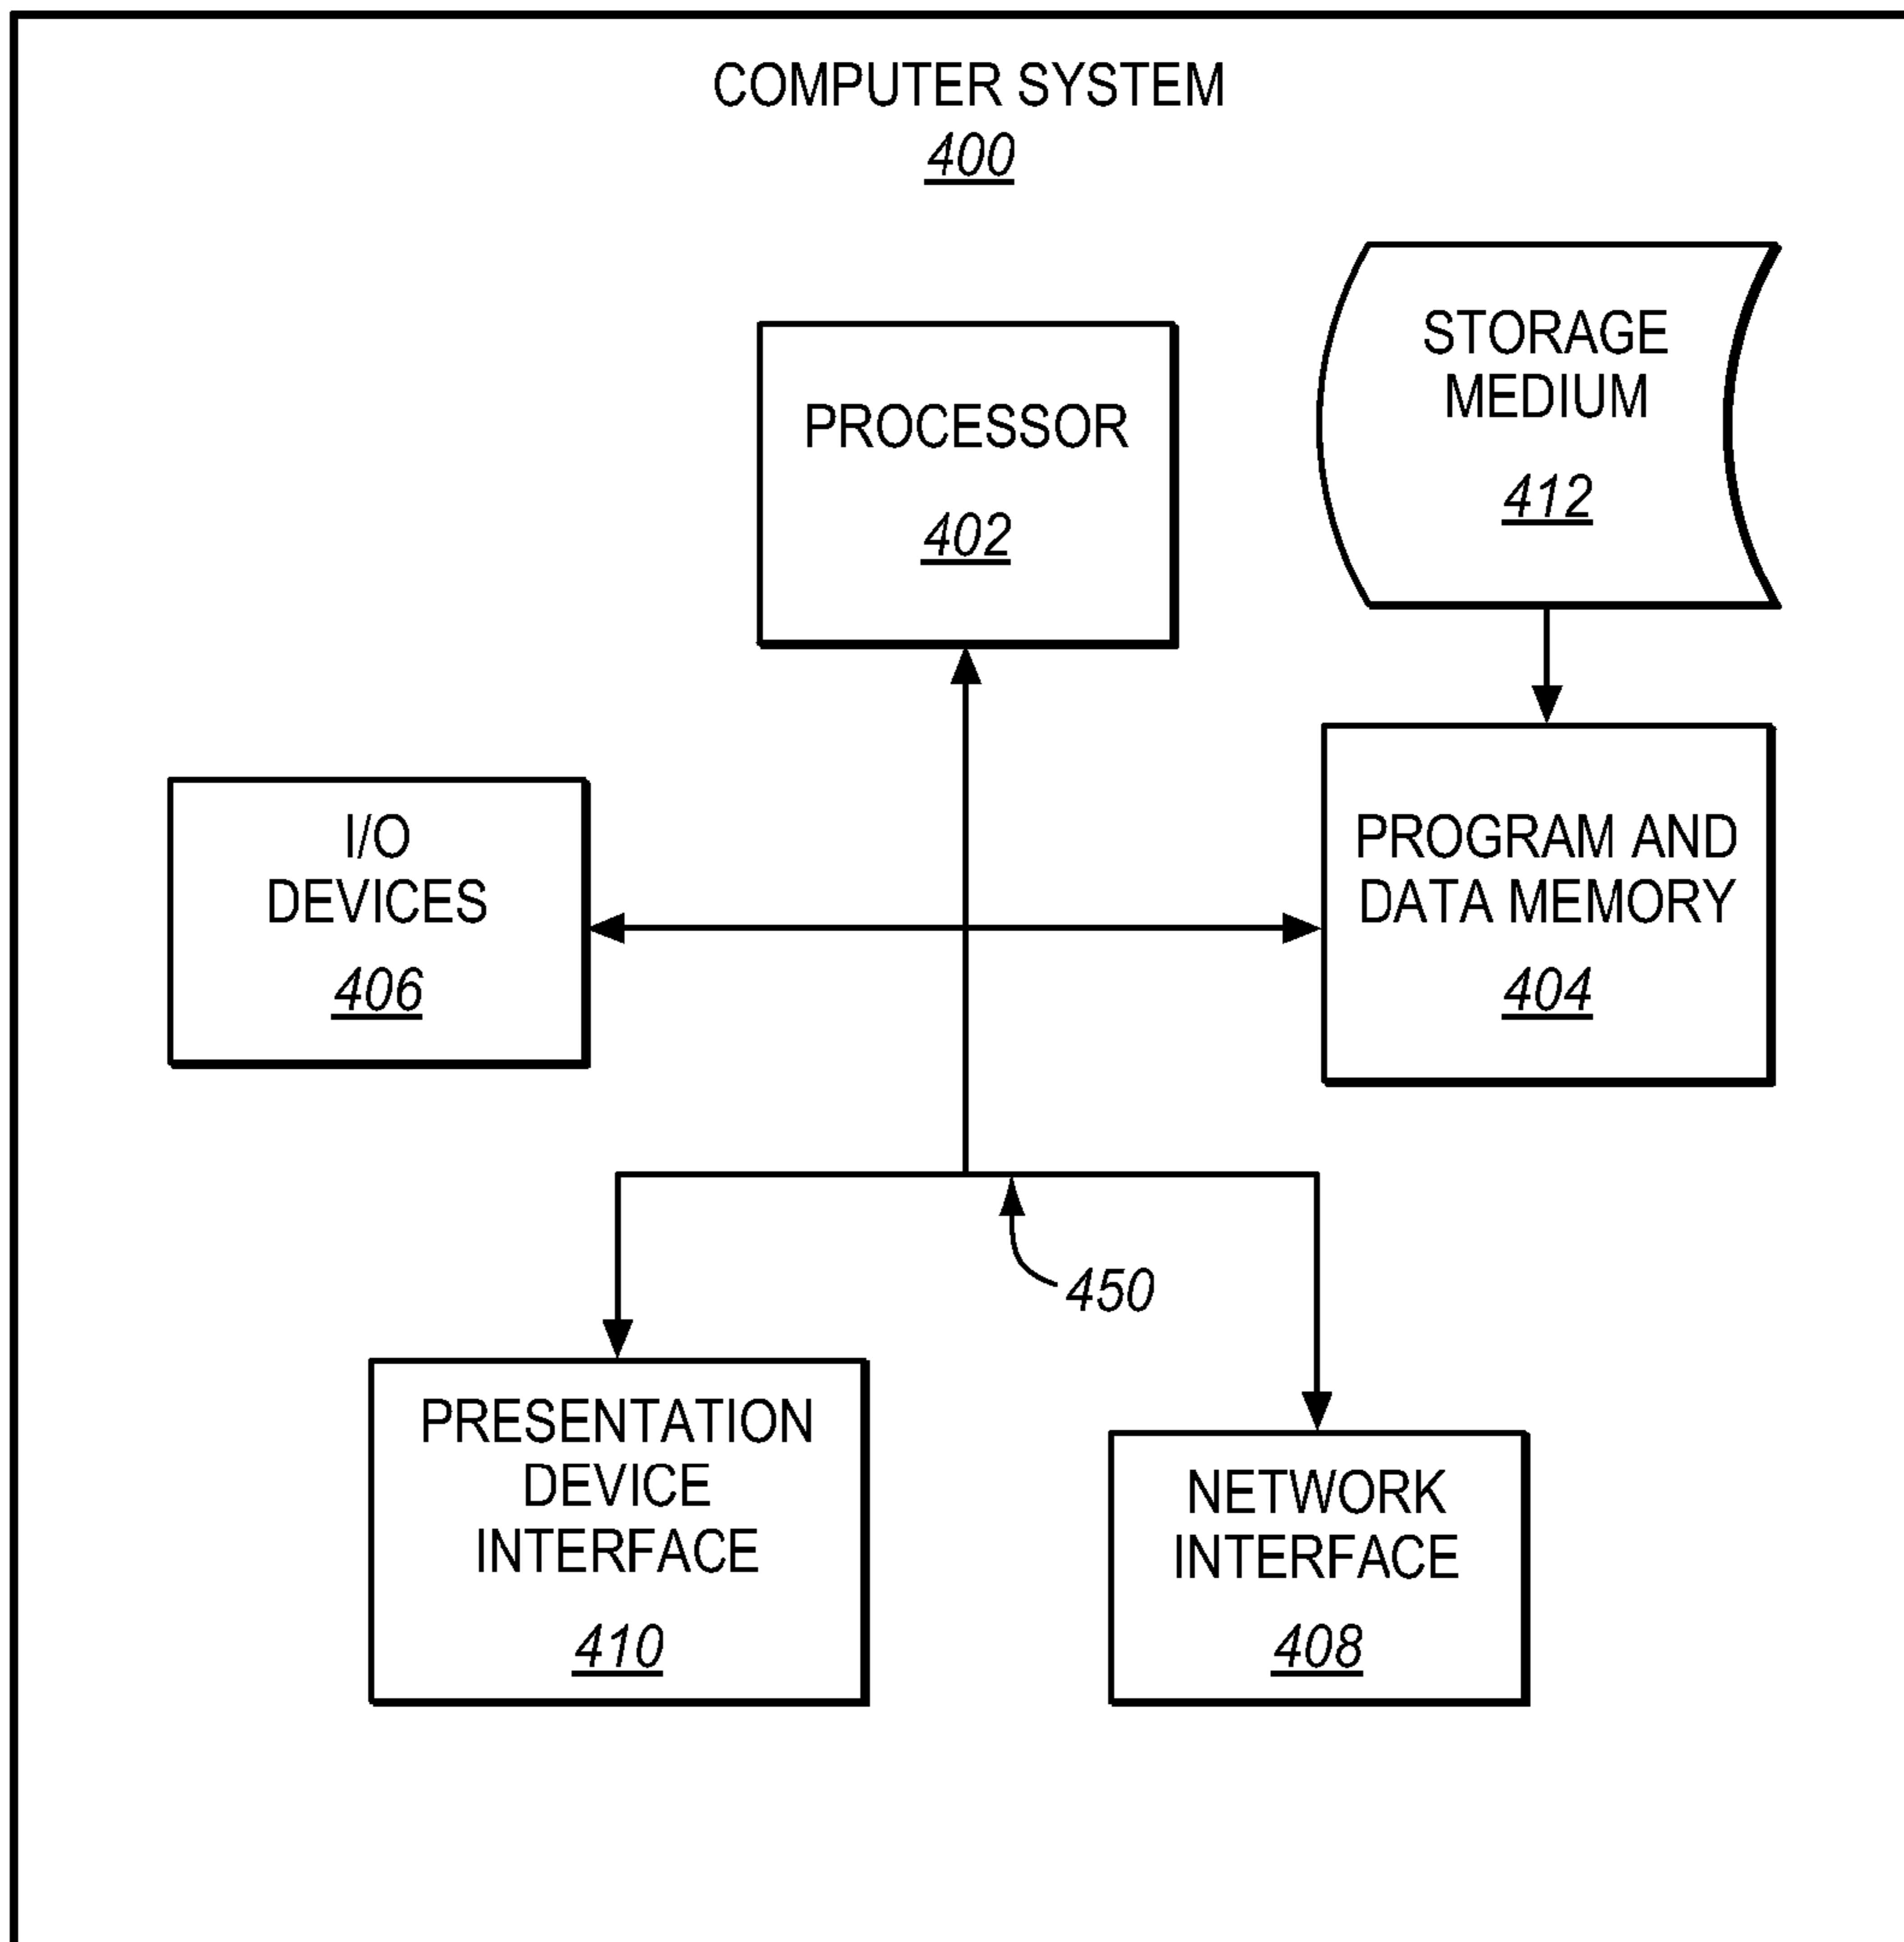 COMPUTER SYSTEM
400
STORAGE
MEDIUM
412
PROCESSOR
402
I/O
DEVICES
406
PROGRAM AND
DATA MEMORY
404
450
PRESENTATION
DEVICE
INTERFACE
410
NETWORK
INTERFACE
408